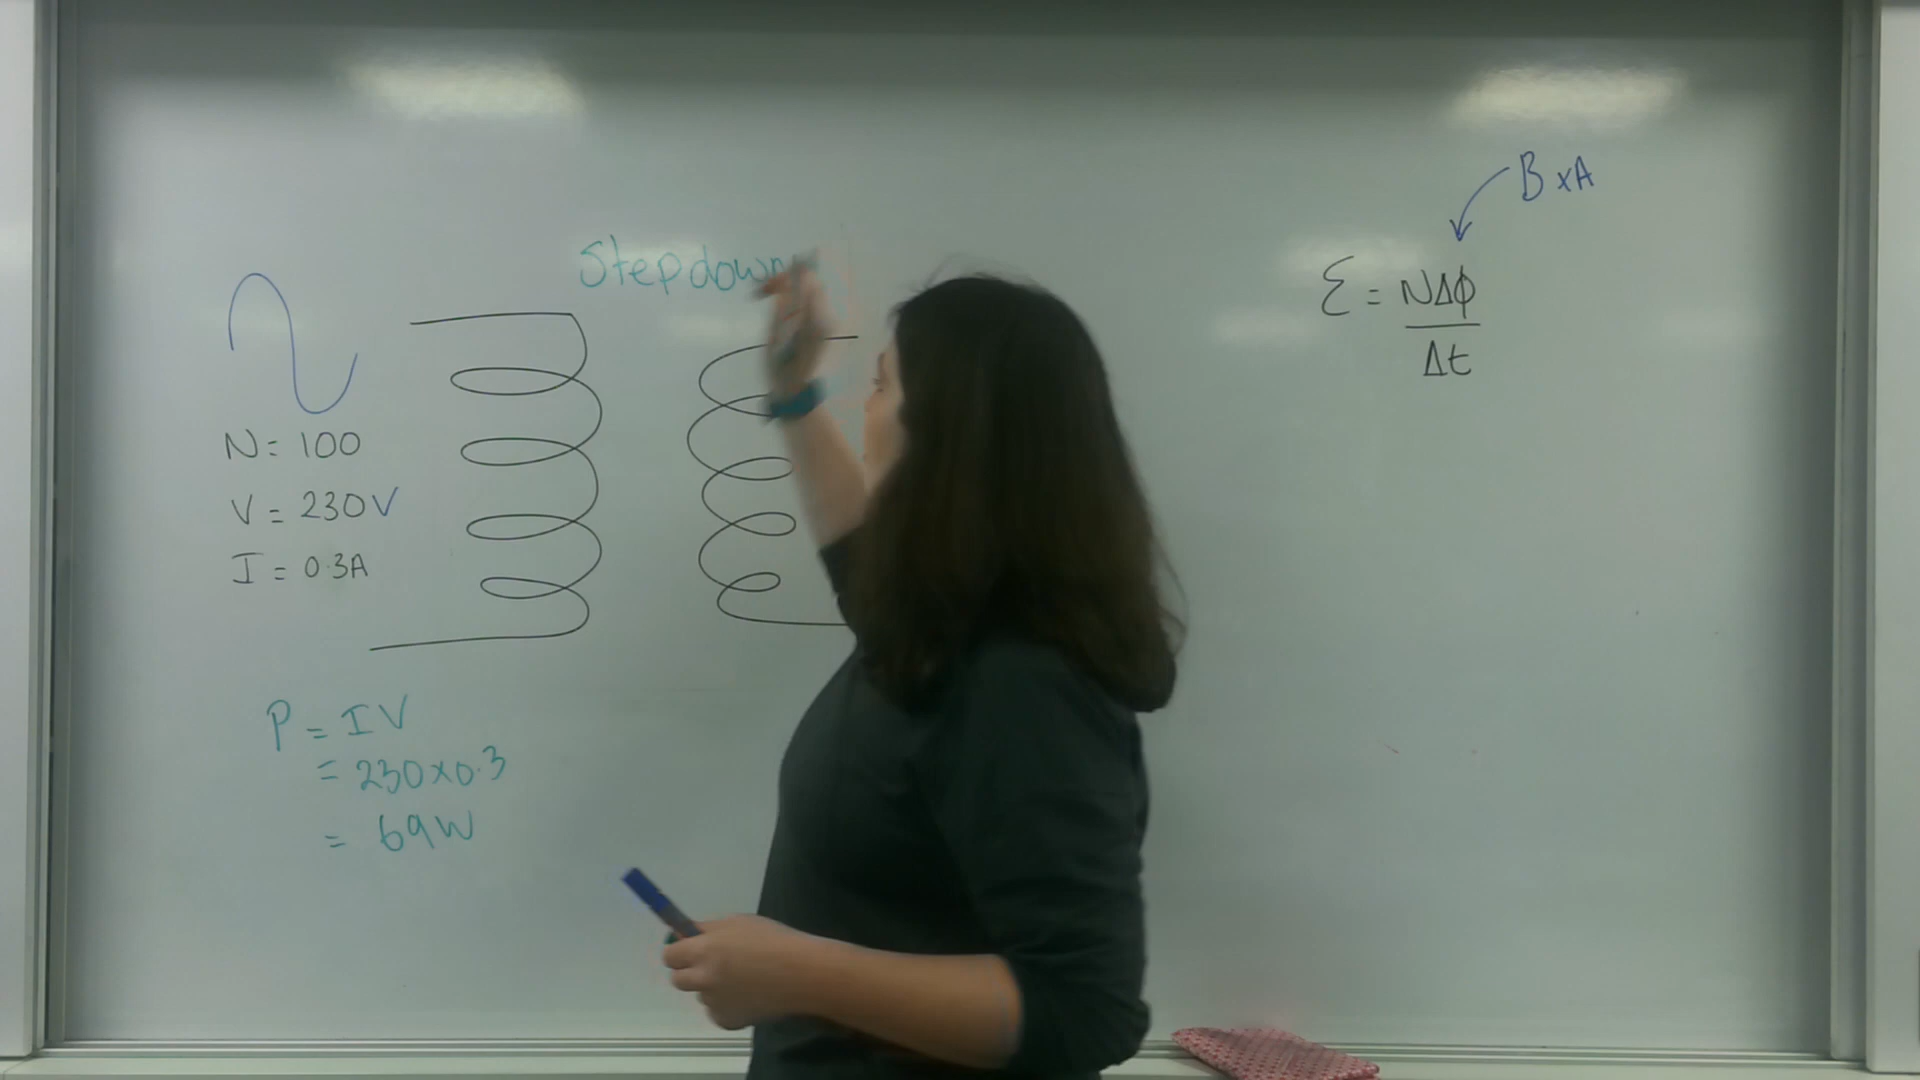 Stepdown
N = 100
V = 230V
I = 0.3A
P = IV
= 230×0.3
= 69W
B×A
Ɛ = NΔϕ
Δt